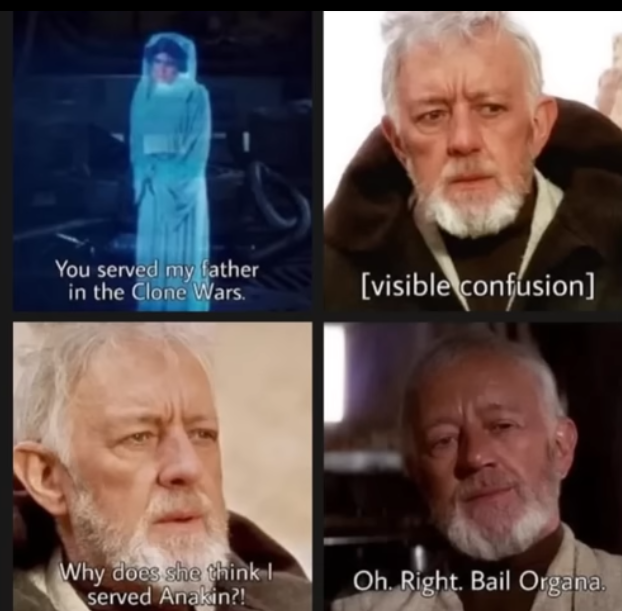 You served my father
in the Clone Wars.
[visible confusion]
Why does she think I
served Anakin?!
Oh. Right. Bail Organa.